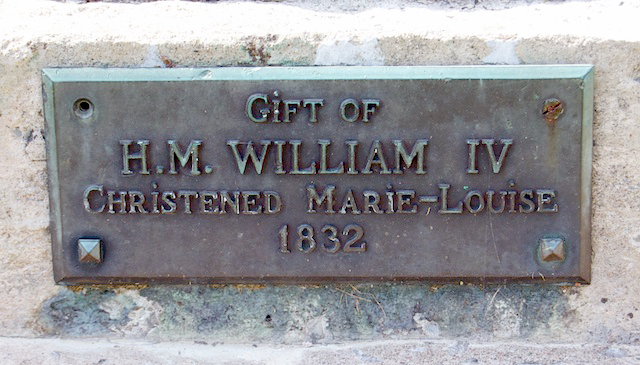 Gift of
H.M. William IV
Christened Marie-Louise
1832